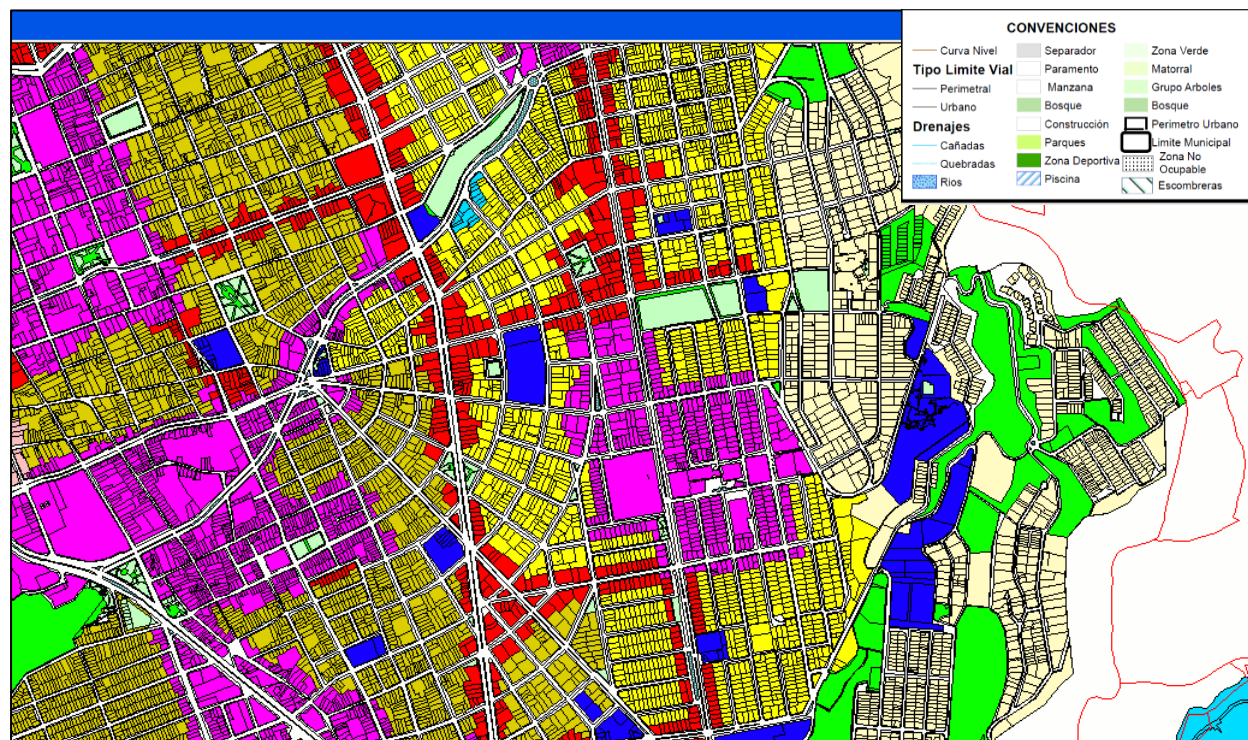 CONVENCIONES
Curva Nivel
Tipo Limite Vial
Perimetral
Urbano
Drenajes
Cañadas
Quebradas
Rios
Separador
Paramento
Manzana
Bosque
Construcción
Parques
Zona Deportiva
Piscina
Zona Verde
Matorral
Grupo Arboles
Bosque
Perimetro Urbano
Limite Municipal
Zona No
Ocupable
Escombreras